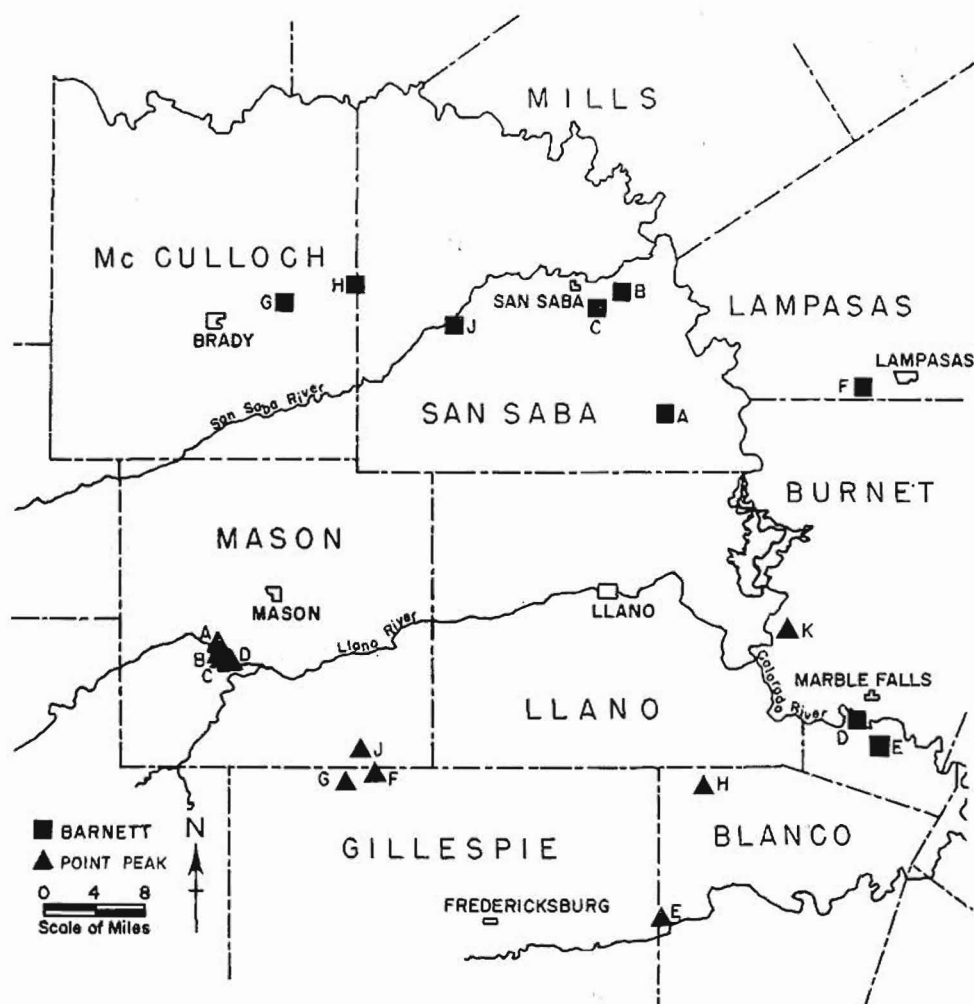 MILLS
Mc CULLOCH
H
G
BRADY
SAN SABA
B
C
J
LAMPASAS
LAMPASAS
F
San Saba River
SAN SABA
A
BURNET
MASON
MASON
LLANO
Llano River
A
B
C
D
K
Colorado River
MARBLE FALLS
D
E
LLANO
J
G
F
H
BARNETT
POINT PEAK
N
0 4 8
Scale of Miles
GILLESPIE
BLANCO
FREDERICKSBURG
E